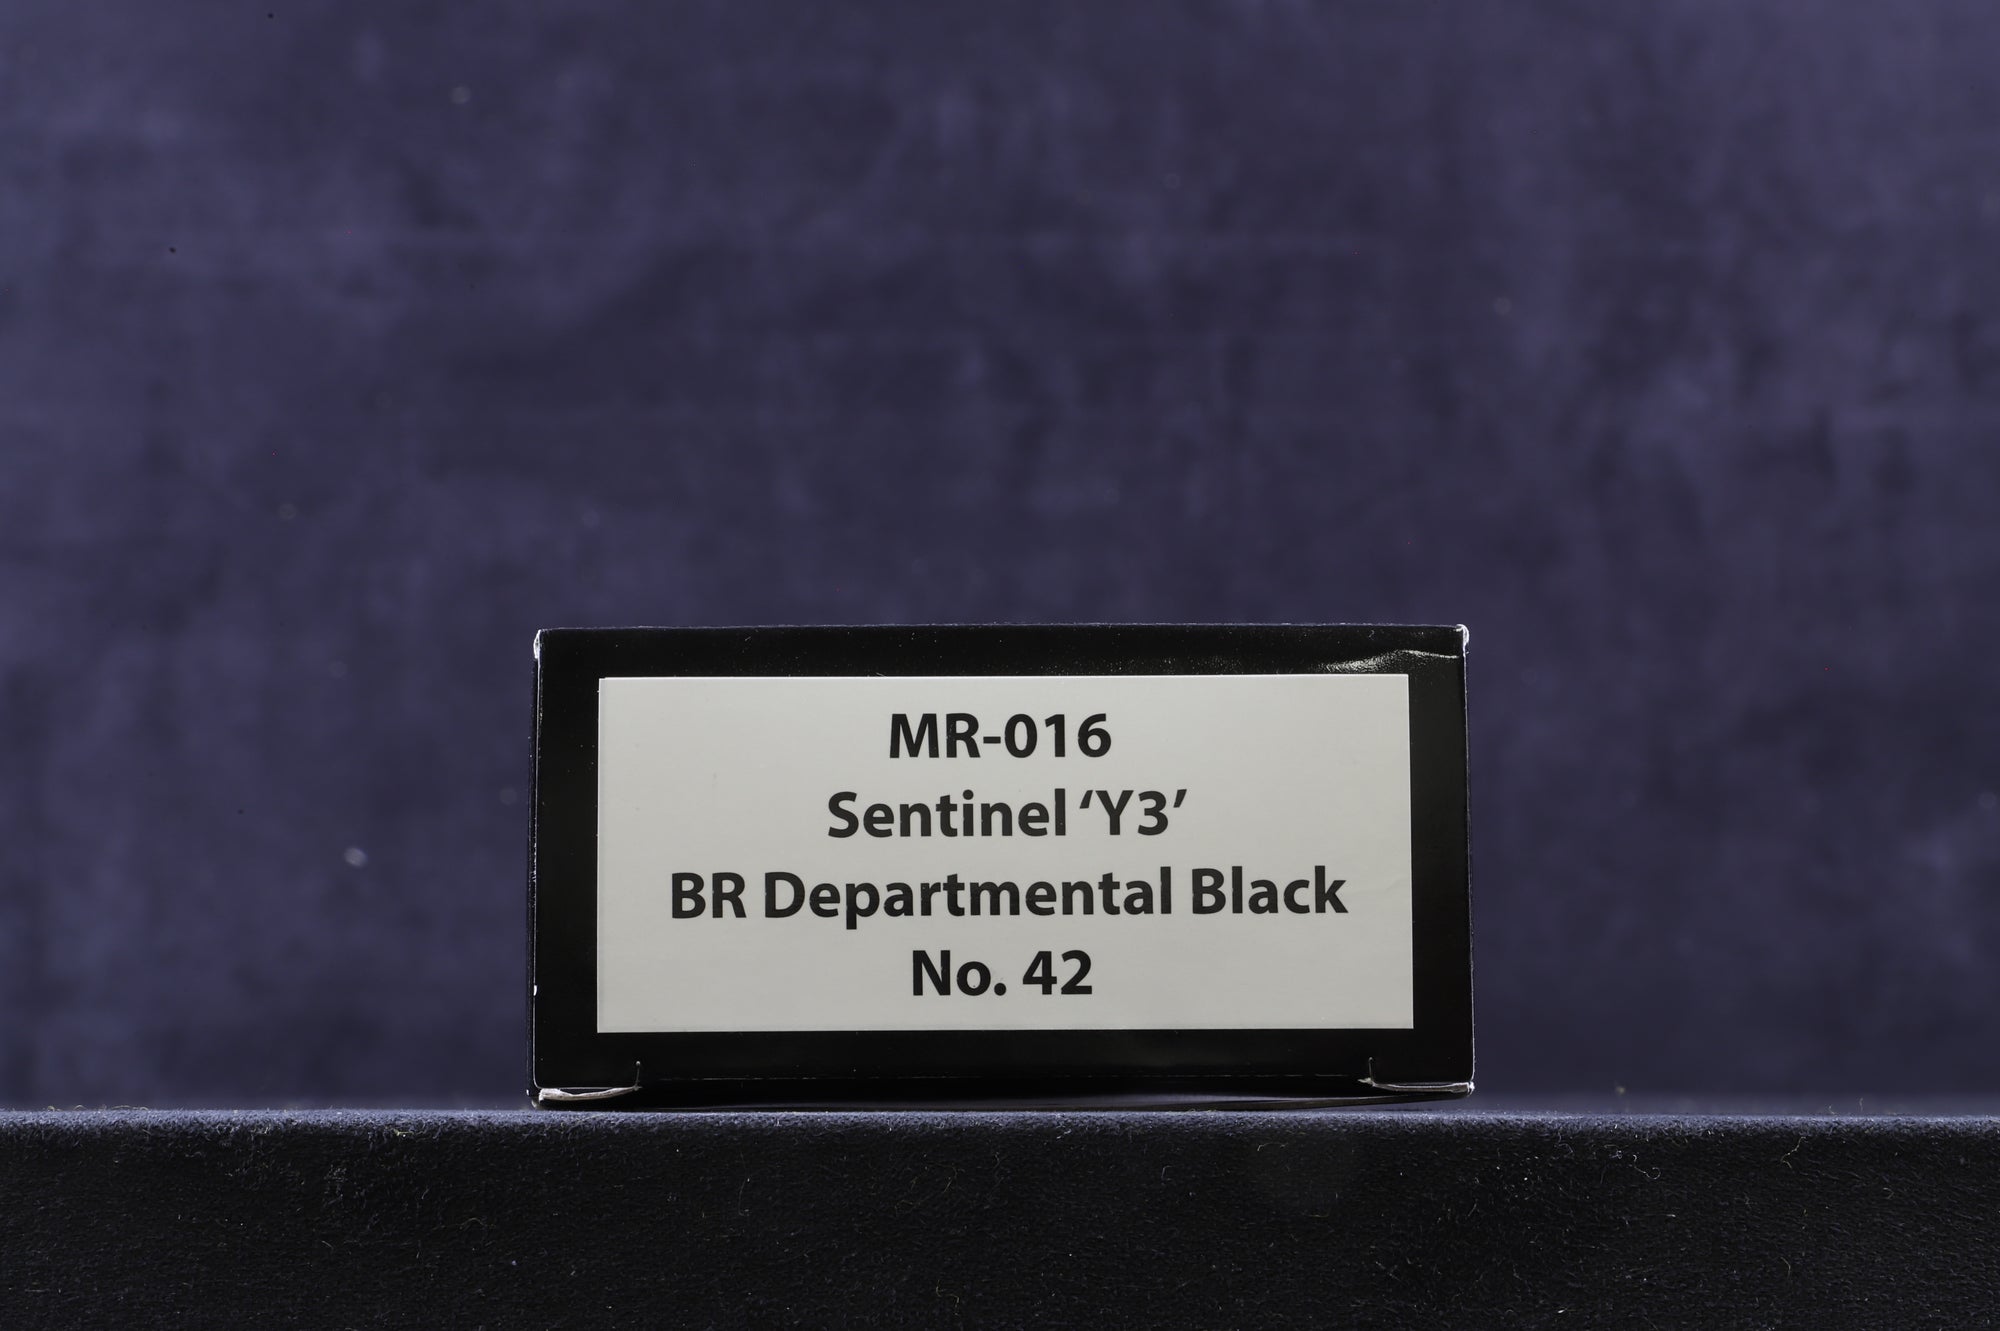 MR-016
Sentinel ‘Y3’
BR Departmental Black
No. 42